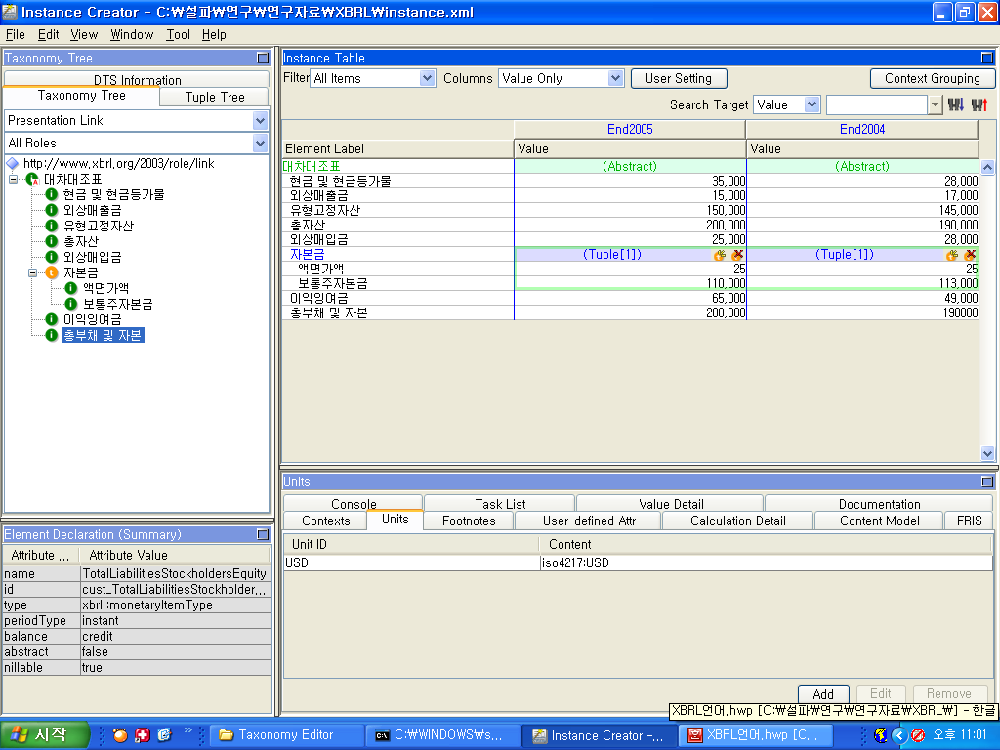 Instance Creator - C:₩설파₩연구₩연구자료₩XBRL₩instance.xml
File Edit View Window Tool Help
Taxonomy Tree
DTS Information
Taxonomy Tree Tuple Tree
Presentation Link
All Roles
http://www.xbrl.org/2003/role/link
대차대조표
현금 및 현금등가물
외상매출금
유형고정자산
총자산
외상매입금
자본금
액면가액
보통주자본금
이익잉여금
총부채 및 자본
Element Declaration (Summary)
Attribute ... Attribute Value
name TotalLiabilitiesStockholdersEquity
id cust_TotalLiabilitiesStockholder...
type xbrli:monetaryItemType
periodType instant
balance credit
abstract false
nillable true
Instance Table
Filter All Items Columns Value Only User Setting Context Grouping
Search Target Value
End2005 End2004
Element Label Value Value
대차대조표 (Abstract) (Abstract)
현금 및 현금등가물 35,000 28,000
외상매출금 15,000 17,000
유형고정자산 150,000 145,000
총자산 200,000 190,000
외상매입금 25,000 28,000
자본금 (Tuple[1]) (Tuple[1])
액면가액 25 25
보통주자본금 110,000 113,000
이익잉여금 65,000 49,000
총부채 및 자본 200,000 190000
Units
Console Task List Value Detail Documentation
Contexts Units Footnotes User-defined Attr Calculation Detail Content Model FRIS
Unit ID Content
USD iso4217:USD
Add Edit Remove
XBRL언어.hwp [C:₩설파₩연구₩연구자료₩XBRL₩] - 한글
시작 Taxonomy Editor C:₩WINDOWS₩s... Instance Creator -... XBRL언어.hwp [C... 오후 11:01